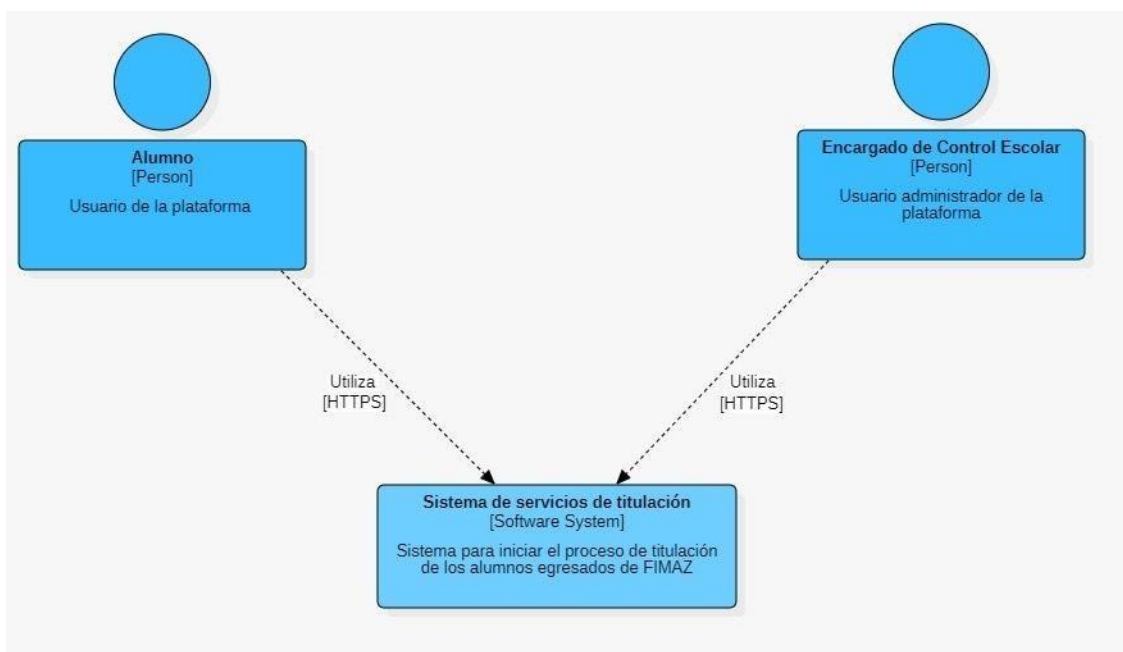 Alumno
[Person]
Usuario de la plataforma
Encargado de Control Escolar
[Person]
Usuario administrador de la
plataforma
Utiliza
[HTTPS]
Utiliza
[HTTPS]
Sistema de servicios de titulación
[Software System]
Sistema para iniciar el proceso de titulación
de los alumnos egresados de FIMAZ